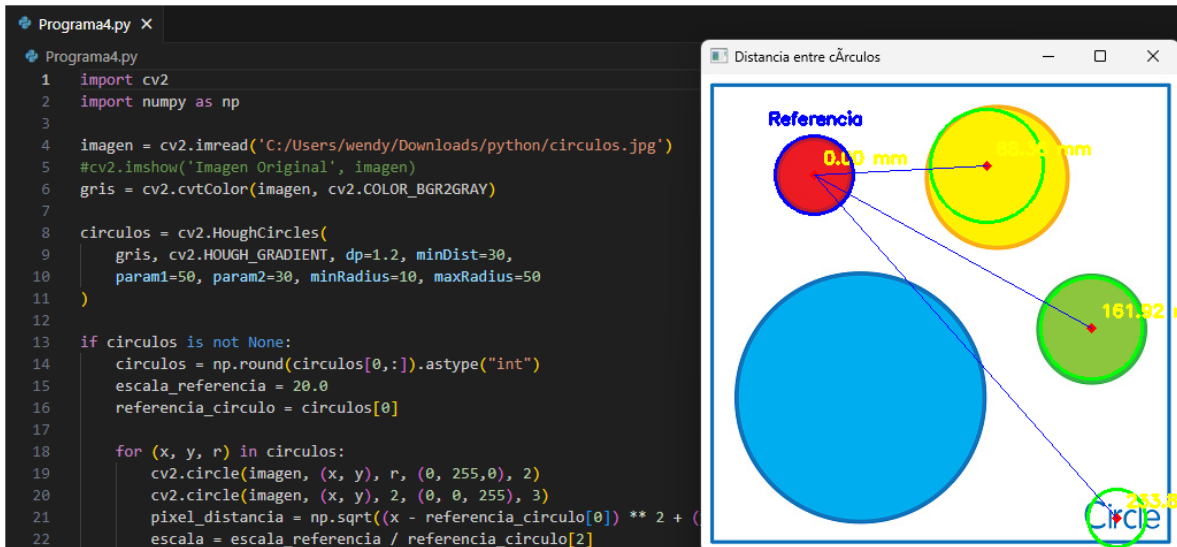 Programa4.py ×
Programa4.py
1 import cv2
2 import numpy as np
3
4 imagen = cv2.imread('C:/Users/wendy/Downloads/python/circulos.jpg')
5 #cv2.imshow('Imagen Original', imagen)
6 gris = cv2.cvtColor(imagen, cv2.COLOR_BGR2GRAY)
7
8 circulos = cv2.HoughCircles(
9 gris, cv2.HOUGH_GRADIENT, dp=1.2, minDist=30,
10 param1=50, param2=30, minRadius=10, maxRadius=50
11 )
12
13 if circulos is not None:
14 circulos = np.round(circulos[0,:]).astype("int")
15 escala_referencia = 20.0
16 referencia_circulo = circulos[0]
17
18 for (x, y, r) in circulos:
19 cv2.circle(imagen, (x, y), r, (0, 255,0), 2)
20 cv2.circle(imagen, (x, y), 2, (0, 0, 255), 3)
21 pixel_distancia = np.sqrt((x - referencia_circulo[0]) ** 2 + (
22 escala = escala_referencia / referencia_circulo[2]
Distancia entre cÃrculos
Referencia
0.00 mm
mm
161.92
233.8
Circle